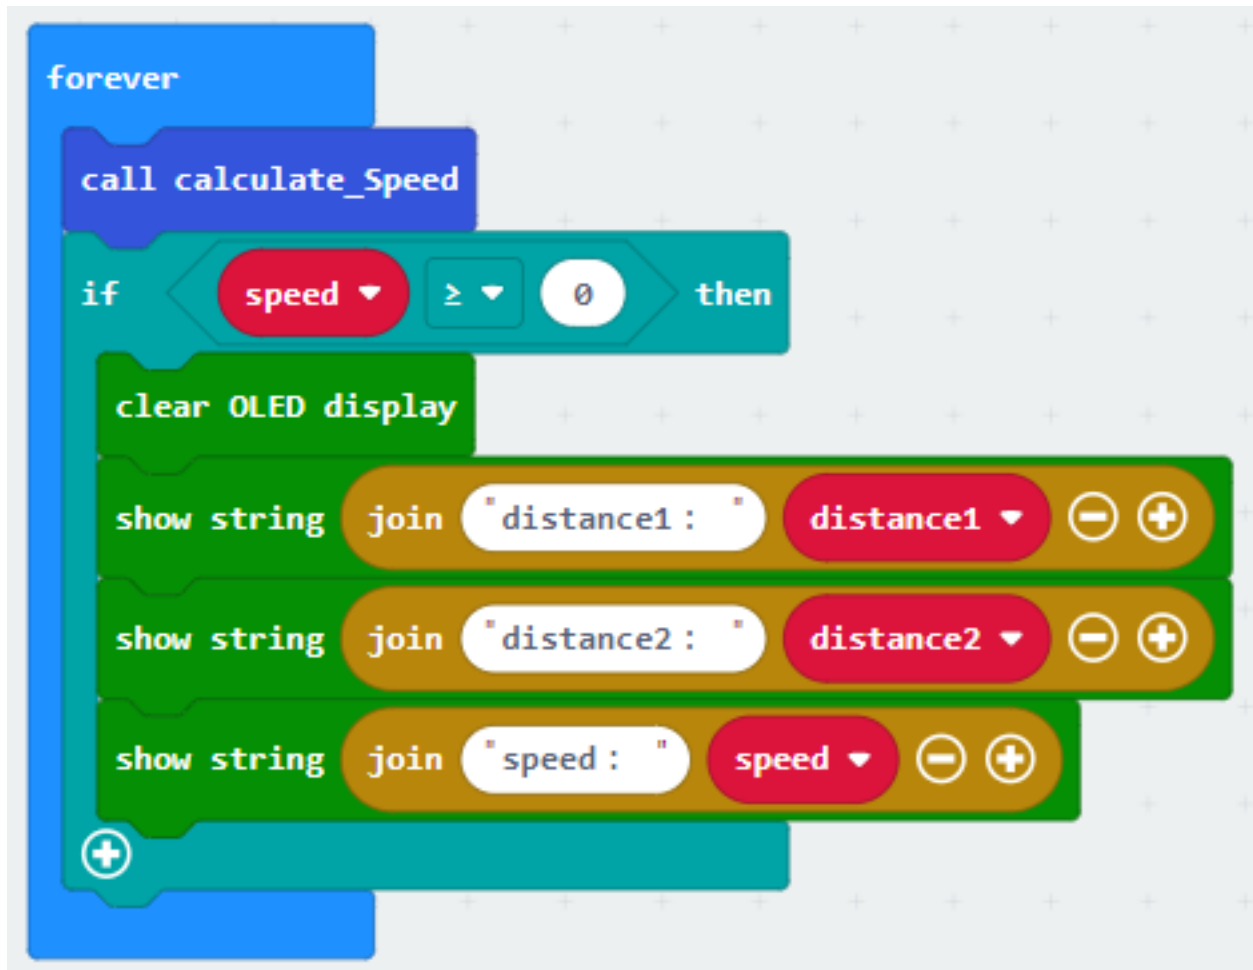 forever
call calculate_Speed
if speed ≥ 0 then
clear OLED display
show string join "distance1: " distance1
show string join "distance2: " distance2
show string join "speed: " speed